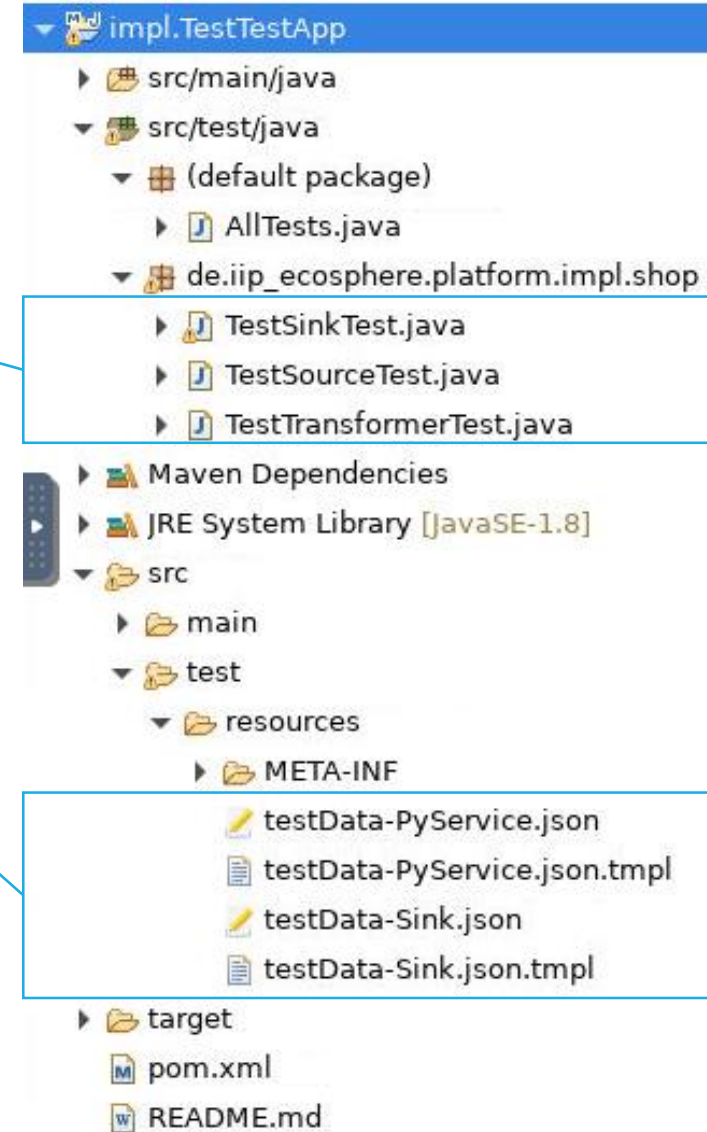 impl.TestTestApp
src/main/java
src/test/java
(default package)
AllTests.java
de.iip_ecosphere.platform.impl.shop
TestSinkTest.java
TestSourceTest.java
TestTransformerTest.java
Maven Dependencies
JRE System Library [JavaSE-1.8]
src
main
test
resources
META-INF
testData-PyService.json
testData-PyService.json.tmpl
testData-Sink.json
testData-Sink.json.tmpl
target
pom.xml
README.md